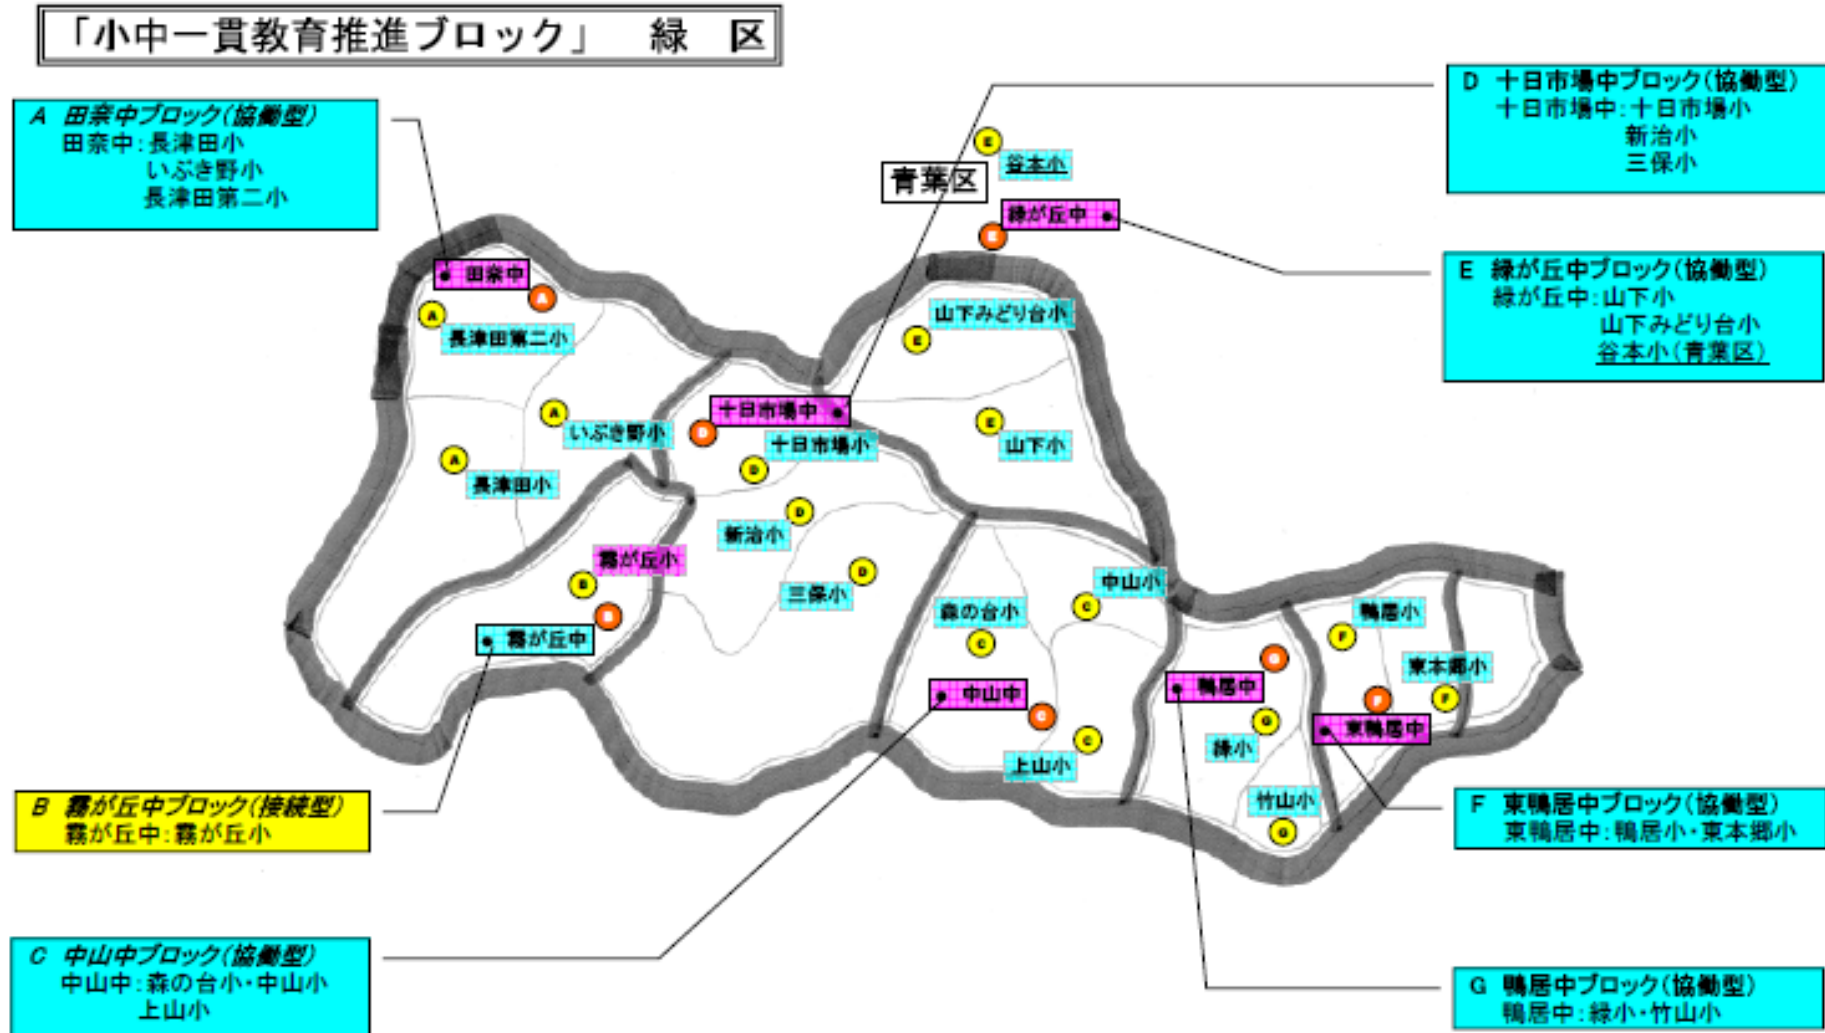 「小中一貫教育推進ブロック」　緑　区
A 田奈中ブロック(協働型)
田奈中:長津田小
いぶき野小
長津田第二小
D 十日市場中ブロック(協働型)
十日市場中:十日市場小
新治小
三保小
E
谷本小
青葉区
緑が丘中
E
E 緑が丘中ブロック(協働型)
緑が丘中:山下小
山下みどり台小
谷本小(青葉区)
田奈中
A
A
長津田第二小
山下みどり台小
E
十日市場中
D
十日市場小
D
A
いぶき野小
E
山下小
A
長津田小
D
新治小
霧が丘小
B
B
霧が丘中
D
三保小
中山小
C
森の台小
C
中山中
C
C
上山小
G
鴨居中
G
緑小
竹山小
G
鴨居小
F
東本郷小
F
F
東鴨居中
B 霧が丘中ブロック(接続型)
霧が丘中:霧が丘小
F 東鴨居中ブロック(協働型)
東鴨居中:鴨居小・東本郷小
C 中山中ブロック(協働型)
中山中:森の台小・中山小
上山小
G 鴨居中ブロック(協働型)
鴨居中:緑小・竹山小